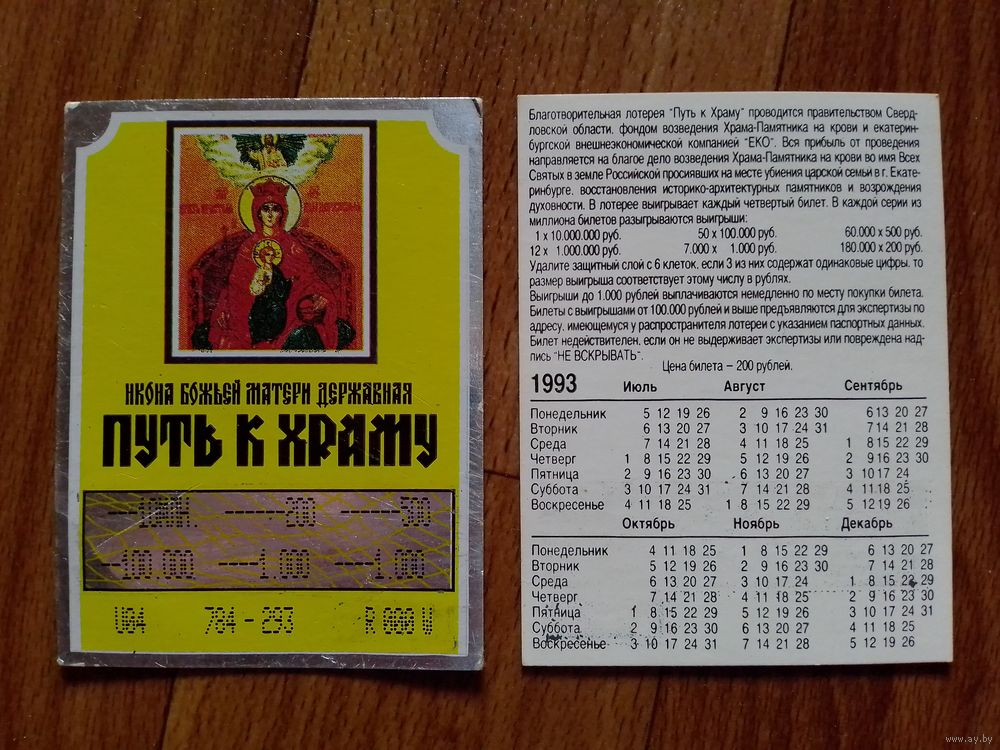 ИКОНА БОЖЬЕЙ МАТЕРИ ДЕРЖАВНАЯ
ПУТЬ К ХРАМУ
200 500
100.000 1.000 1.000
784-293
Благотворительная лотерея "Путь к Храму" проводится правительством Сверд-
ловской области, фондом возведения Храма-Памятника на крови и екатерин-
бургской внешнеэкономической компанией "ЕКО". Вся прибыль от проведения
направляется на благое дело возведения Храма-Памятника на крови во имя Всех
Святых в земле Российской просиявших на месте убиения царской семьи в г. Ека-
теринбурге, восстановления историко-архитектурных памятников и возрождения
духовности. В лотерее выигрывает каждый четвертый билет. В каждой серии из
миллиона билетов разыгрываются выигрыши:
1 x 10.000.000 руб. 50 x 100.000 руб. 60.000 x 500 руб.
12 x 1.000.000 руб. 7.000 x 1.000 руб. 180.000 x 200 руб.
Удалите защитный слой с 6 клеток, если 3 из них содержат одинаковые цифры, то
размер выигрыша соответствует этому числу в рублях.
Выигрыши до 1.000 рублей выплачиваются немедленно по месту покупки билета.
Билеты с выигрышами от 100.000 рублей и выше предъявляются для экспертизы по
адресу, имеющемуся у распространителя лотереи с указанием паспортных данных.
Билет недействителен, если он не выдерживает экспертизы или повреждена над-
пись "НЕ ВСКРЫВАТЬ".
Цена билета – 200 рублей.
1993 Июль Август Сентябрь
Понедельник 5 12 19 26 2 9 16 23 30 6 13 20 27
Вторник 6 13 20 27 3 10 17 24 31 7 14 21 28
Среда 7 14 21 28 4 11 18 25 1 8 15 22 29
Четверг 1 8 15 22 29 5 12 19 26 2 9 16 23 30
Пятница 2 9 16 23 30 6 13 20 27 3 10 17 24
Суббота 3 10 17 24 31 7 14 21 28 4 11 18 25
Воскресенье 4 11 18 25 1 8 15 22 29 5 12 19 26
Октябрь Ноябрь Декабрь
Понедельник 4 11 18 25 1 8 15 22 29 6 13 20 27
Вторник 5 12 19 26 2 9 16 23 30 7 14 21 28
Среда 6 13 20 27 3 10 17 24 1 8 15 22 29
Четверг 7 14 21 28 4 11 18 25 2 9 16 23 30
Пятница 1 8 15 22 29 5 12 19 26 3 10 17 24 31
Суббота 2 9 16 23 30 6 13 20 27 4 11 18 25
Воскресенье 3 10 17 24 31 7 14 21 28 5 12 19 26
www.ay.by